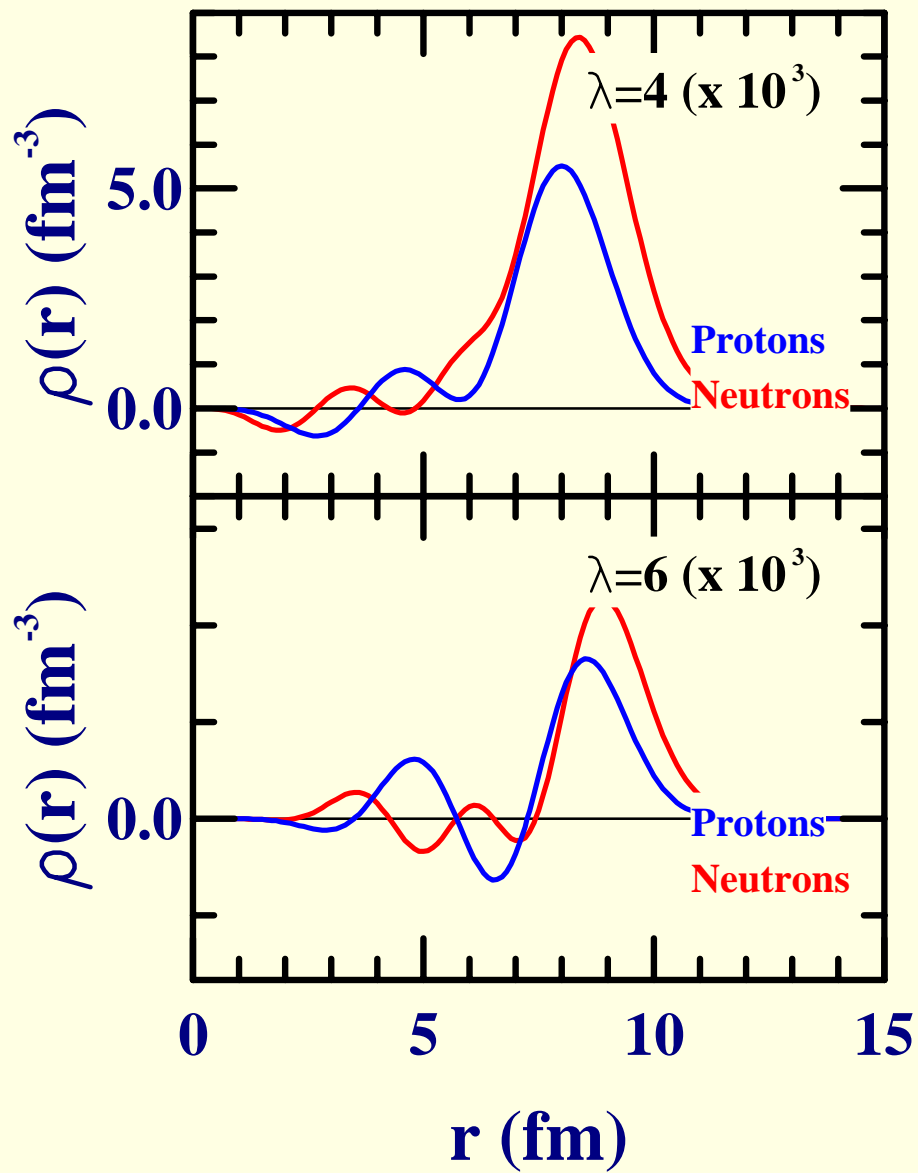 λ=4 (x 10³)
ρ(r) (fm⁻³)
5.0
Protons
Neutrons
0.0
λ=6 (x 10³)
ρ(r) (fm⁻³)
0.0
Protons
Neutrons
0 5 10 15
r (fm)